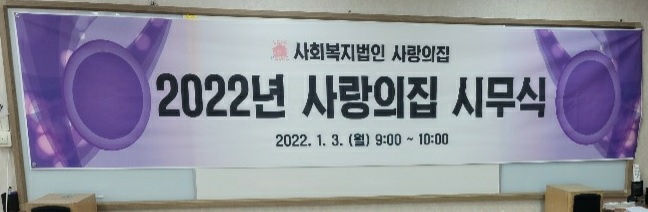 사회복지법인 사랑의집
2022년 사랑의집 시무식
2022. 1. 3. (월) 9:00 ~ 10:00